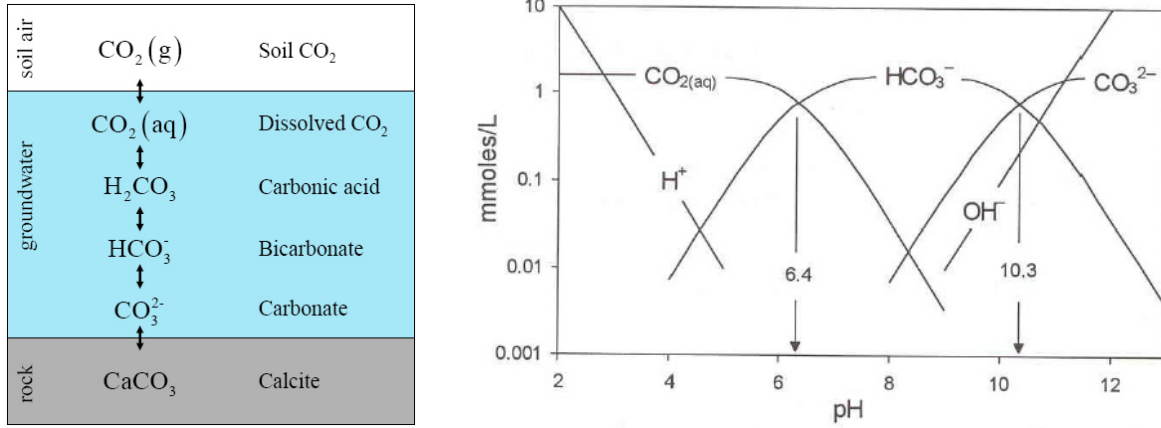 soil air
CO₂(g) Soil CO₂
groundwater
CO₂(aq) Dissolved CO₂
H₂CO₃ Carbonic acid
HCO₃⁻ Bicarbonate
CO₃²⁻ Carbonate
rock
CaCO₃ Calcite
mmoles/L
10
1
0.1
0.01
0.001
CO₂(aq) HCO₃⁻ CO₃²⁻
H⁺
OH⁻
6.4 10.3
2 4 6 8 10 12
pH